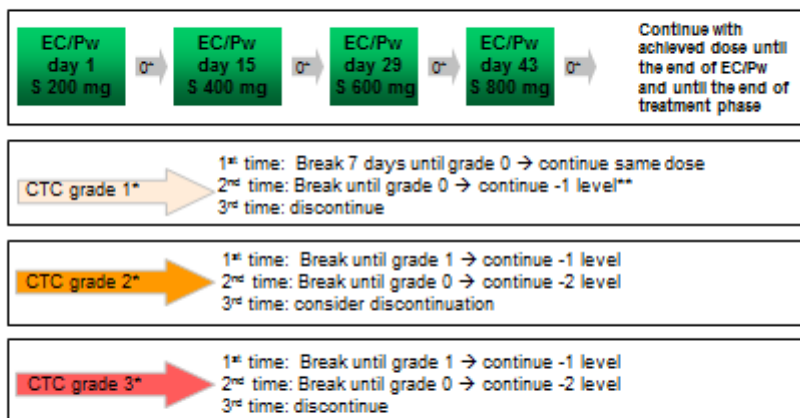 EC/Pw
day 1
S 200 mg
0*
EC/Pw
day 15
S 400 mg
0*
EC/Pw
day 29
S 600 mg
0*
EC/Pw
day 43
S 800 mg
0*
Continue with
achieved dose until
the end of EC/Pw
and until the end of
treatment phase
CTC grade 1*
1st time: Break 7 days until grade 0 → continue same dose
2nd time: Break until grade 0 → continue -1 level**
3rd time: discontinue
CTC grade 2*
1st time: Break until grade 1 → continue -1 level
2nd time: Break until grade 0 → continue -2 level
3rd time: consider discontinuation
CTC grade 3*
1st time: Break until grade 1 → continue -1 level
2nd time: Break until grade 0 → continue -2 level
3rd time: discontinue